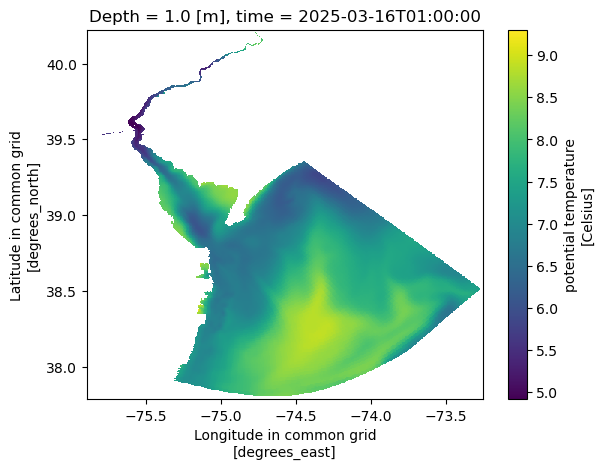 Depth = 1.0 [m], time = 2025-03-16T01:00:00
40.0
39.5
39.0
38.5
38.0
Latitude in common grid
[degrees_north]
−75.5
−75.0
−74.5
−74.0
−73.5
Longitude in common grid
[degrees_east]
9.0
8.5
8.0
7.5
7.0
6.5
6.0
5.5
5.0
potential temperature
[Celsius]